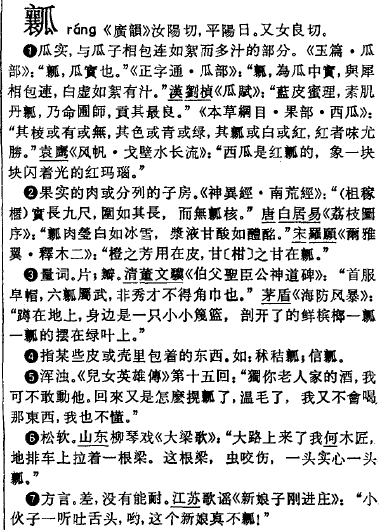 瓤 ráng《廣韻》汝陽切,平陽日。又女良切。
❶瓜实,与瓜子相包连如絮而多汁的部分。《玉篇·瓜
部》:“瓤,瓜實也。”《正字通·瓜部》:“瓤,為瓜中實,與犀
相包連,白虚如絮有汁。”漢劉楨《瓜賦》:“藍皮蜜理,素肌
丹瓤,乃命圃師,貢其最良。”《本草綱目·果部·西瓜》:
“其棱或有或無,其色或青或绿,其瓤或白或紅,紅者味尤
勝。”袁鹰《风帆·戈壁水长流》:“西瓜是红瓤的,象一块
块闪着光的红玛瑙。”
❷果实的肉或分列的子房。《神異經·南荒經》:“(柤稼
櫃)實長九尺,圍如其長,而無瓤核。”唐白居易《荔枝圖
序》:“瓤肉瑩白如冰雪,漿液甘酸如醴酪。”宋羅願《爾雅
翼·釋木二》:“橙之芳用在皮,甘〔柑〕之甘在瓤。”
❸量词。片;瓣。清董文驥《伯父聖臣公神道碑》:“首服
皁帽,六瓤屬武,非秀才不得角巾也。”茅盾《海防风暴》:
“蹲在地上,身边是一只小小篾篮,剖开了的鲜槟榔一瓤
一瓤的摆在绿叶上。”
❹指某些皮或壳里包着的东西。如:秫秸瓤;信瓤。
❺浑浊。《兒女英雄傳》第十五回:“獨你老人家的酒,我
可不敢動他。回來又是怎麽攪瓤了,温毛了,我又不會喝
那東西,我也不懂。”
❻松软。山东柳琴戏《大梁歌》:“大路上来了我何木匠,
地排车上拉着一根梁。这根梁,虫咬伤,一头实心一头
瓤。”
❼方言。差;没有能耐。江苏歌谣《新娘子刚进庄》:“小
伙子一听吐舌头,哟,这个新娘真不瓤!”